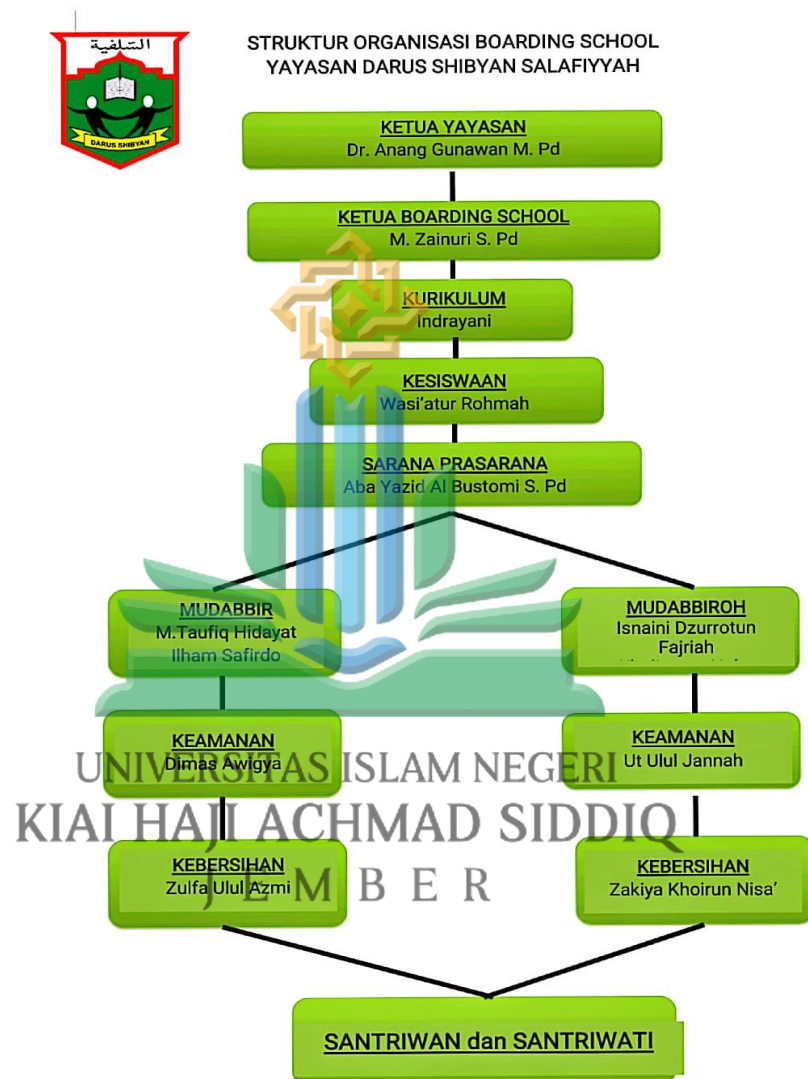 السلفية
DARUS SHIBYAN
STRUKTUR ORGANISASI BOARDING SCHOOL
YAYASAN DARUS SHIBYAN SALAFIYYAH
KETUA YAYASAN
Dr. Anang Gunawan M. Pd
KETUA BOARDING SCHOOL
M. Zainuri S. Pd
KURIKULUM
Indrayani
KESISWAAN
Wasi’atur Rohmah
SARANA PRASARANA
Aba Yazid Al Bustomi S. Pd
MUDABBIR
M.Taufiq Hidayat
Ilham Safirdo
MUDABBIROH
Isnaini Dzurrotun
Fajriah
KEAMANAN
Dimas Awigya
KEAMANAN
Ut Ulul Jannah
UNIVERSITAS ISLAM NEGERI
KIAI HAJI ACHMAD SIDDIQ
JEMBER
KEBERSIHAN
Zulfa Ulul Azmi
KEBERSIHAN
Zakiya Khoirun Nisa’
SANTRIWAN dan SANTRIWATI